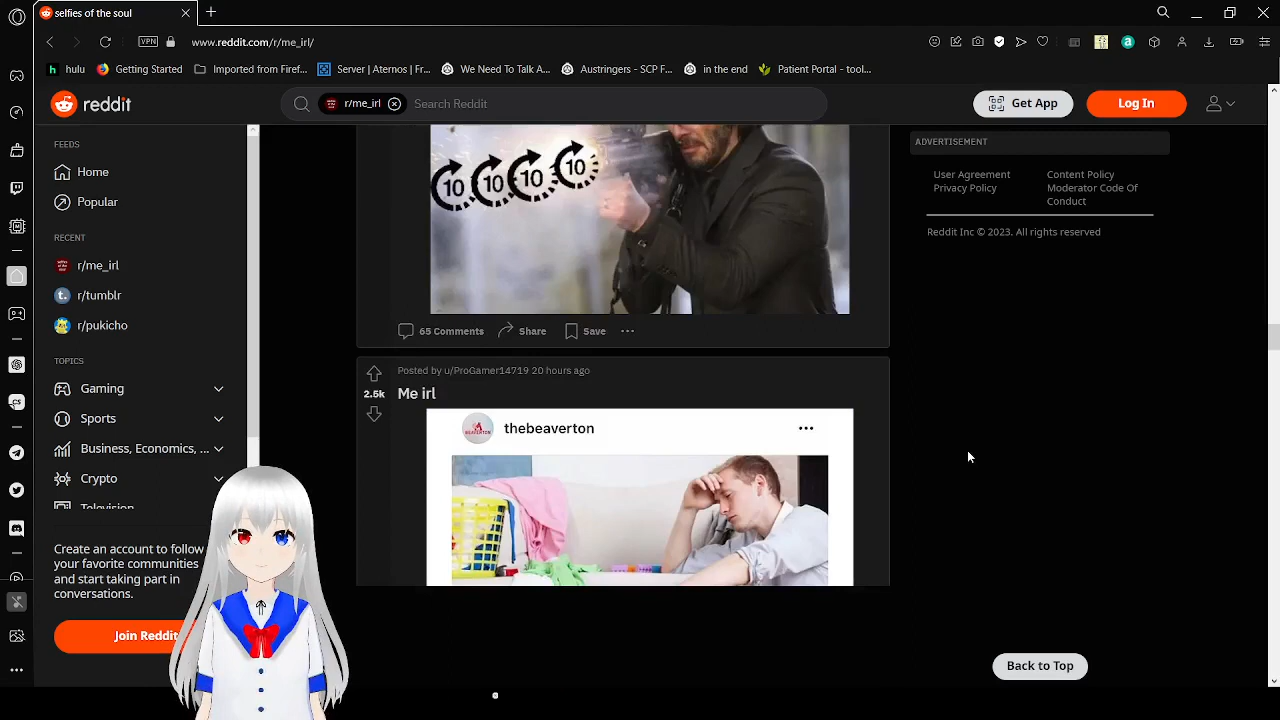 selfies of the soul
VPN
www.reddit.com/r/me_irl/
hulu
Getting Started
Imported from Firef...
Server | Aternos | Fr...
We Need To Talk A...
Austringers - SCP F...
in the end
Patient Portal - tool...
reddit
r/me_irl
Search Reddit
Get App
Log In
FEEDS
Home
Popular
RECENT
r/me_irl
r/tumblr
r/pukicho
TOPICS
Gaming
Sports
Business, Economics, ...
Crypto
Television
Create an account to follow
your favorite communities
and start taking part in
conversations.
Join Reddit
10 10 10 10
65 Comments
Share
Save
Posted by u/ProGamer14719 20 hours ago
2.5k
Me irl
BEAVERTON
thebeaverton
ADVERTISEMENT
User Agreement
Privacy Policy
Content Policy
Moderator Code Of
Conduct
Reddit Inc © 2023. All rights reserved
Back to Top